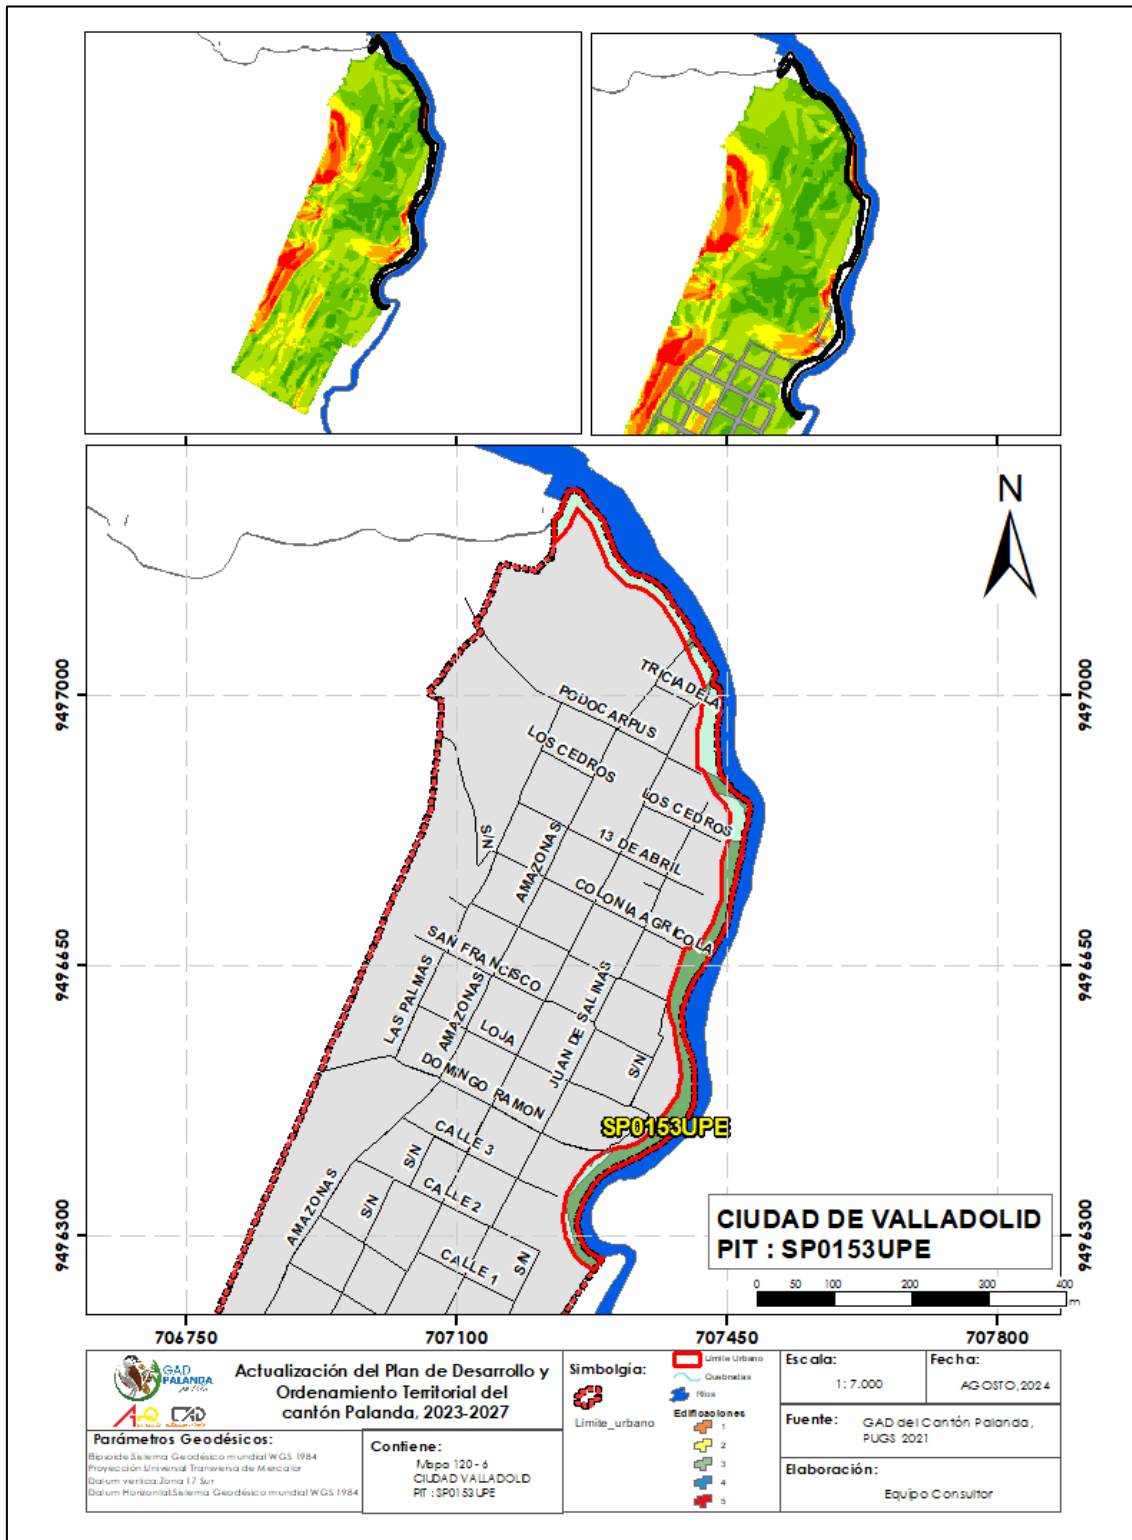 N
9497000
9497000
TRICIA DELA
PODOCARPUS
LOS CEDROS
LOS CEDROS
S/N
AMAZONAS
13 DE ABRIL
COLONIA AGRICOLA
SAN FRANCISCO
9496650
9496650
LAS PALMAS
AMAZONAS
LOJA
JUAN DE SALINAS
S/N
DOMINGO RAMON
SP0153UPE
CALLE 3
S/N
AMAZONAS
S/N
CALLE 2
CALLE 1
S/N
9496300
9496300
CIUDAD DE VALLADOLID
PIT : SP0153UPE
0 50 100 200 300 400
m
706750 707100 707450 707800
GAD
PALANDA
Actualización del Plan de Desarrollo y
Ordenamiento Territorial del
cantón Palanda, 2023-2027
Parámetros Geodésicos:
Elipsoide:Sistema Geodésico mundial WGS 1984
Proyección:Universal Transversa de Mercator
Datum vertica:Zona 17 Sur
Datum Horizontal:Sistema Geodésico mundial WGS 1984
Contiene:
Mapa 120 - 6
CIUDAD VALLADOLID
PIT : SP0153UPE
Simbolgía:
Limite_urbano
Limite Urbano
Quebradas
Rios
Edificaciones
1
2
3
4
5
Escala:
1: 7.000
Fecha:
AGOSTO,2024
Fuente: GAD del Cantón Palanda,
PUGS 2021
Elaboración:
Equipo Consultor